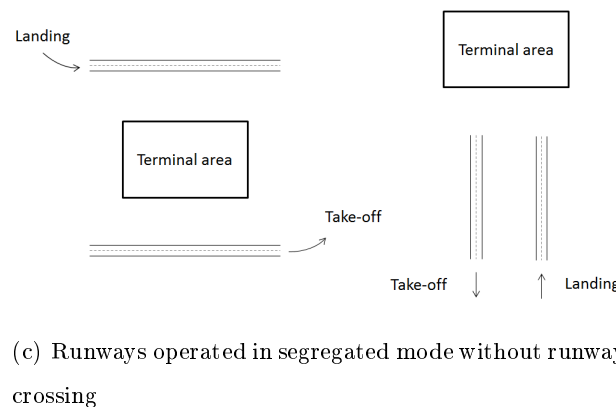 Landing
Terminal area
Terminal area
Take-off
Take-off
Landing
(c) Runways operated in segregated mode without runway
crossing